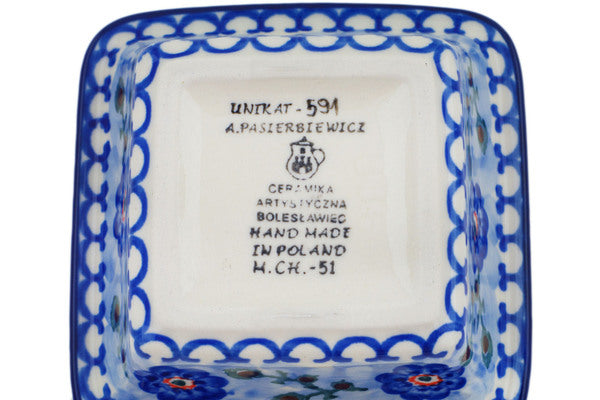 UNIKAT - 591
A.PASIERBIEWICZ
CERAMIKA
ARTYSTYCZNA
BOLESŁAWIEC
HAND MADE
IN POLAND
M.CH.-51